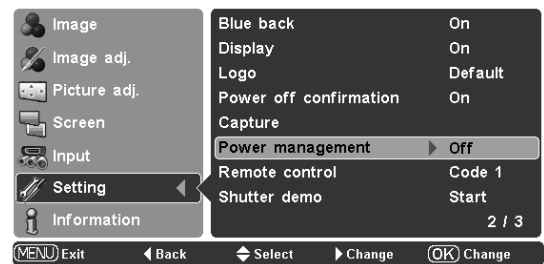 Image
Image adj.
Picture adj.
Screen
Input
Setting
Information
Blue back On
Display On
Logo Default
Power off confirmation On
Capture
Power management Off
Remote control Code 1
Shutter demo Start
2 / 3
MENU Exit Back Select Change OK Change